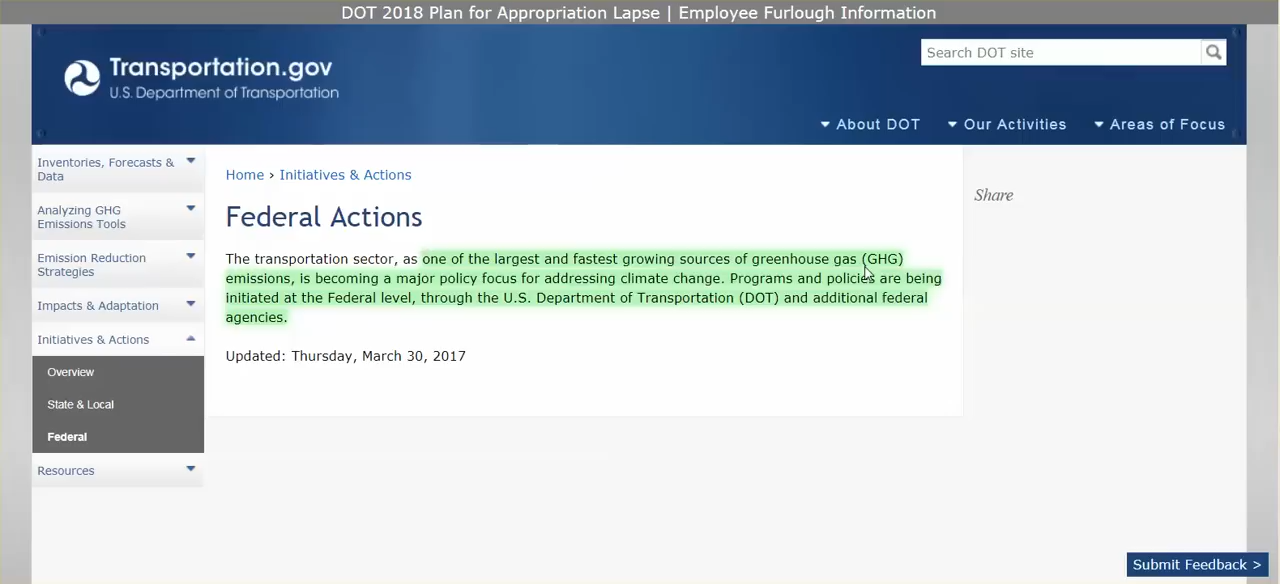 DOT 2018 Plan for Appropriation Lapse | Employee Furlough Information
Transportation.gov
U.S. Department of Transportation
Search DOT site
About DOT
Our Activities
Areas of Focus
Inventories, Forecasts &
Data
Analyzing GHG
Emissions Tools
Emission Reduction
Strategies
Impacts & Adaptation
Initiatives & Actions
Overview
State & Local
Federal
Resources
Home › Initiatives & Actions
Federal Actions
The transportation sector, as one of the largest and fastest growing sources of greenhouse gas (GHG)
emissions, is becoming a major policy focus for addressing climate change. Programs and policies are being
initiated at the Federal level, through the U.S. Department of Transportation (DOT) and additional federal
agencies.
Updated: Thursday, March 30, 2017
Share
Submit Feedback >